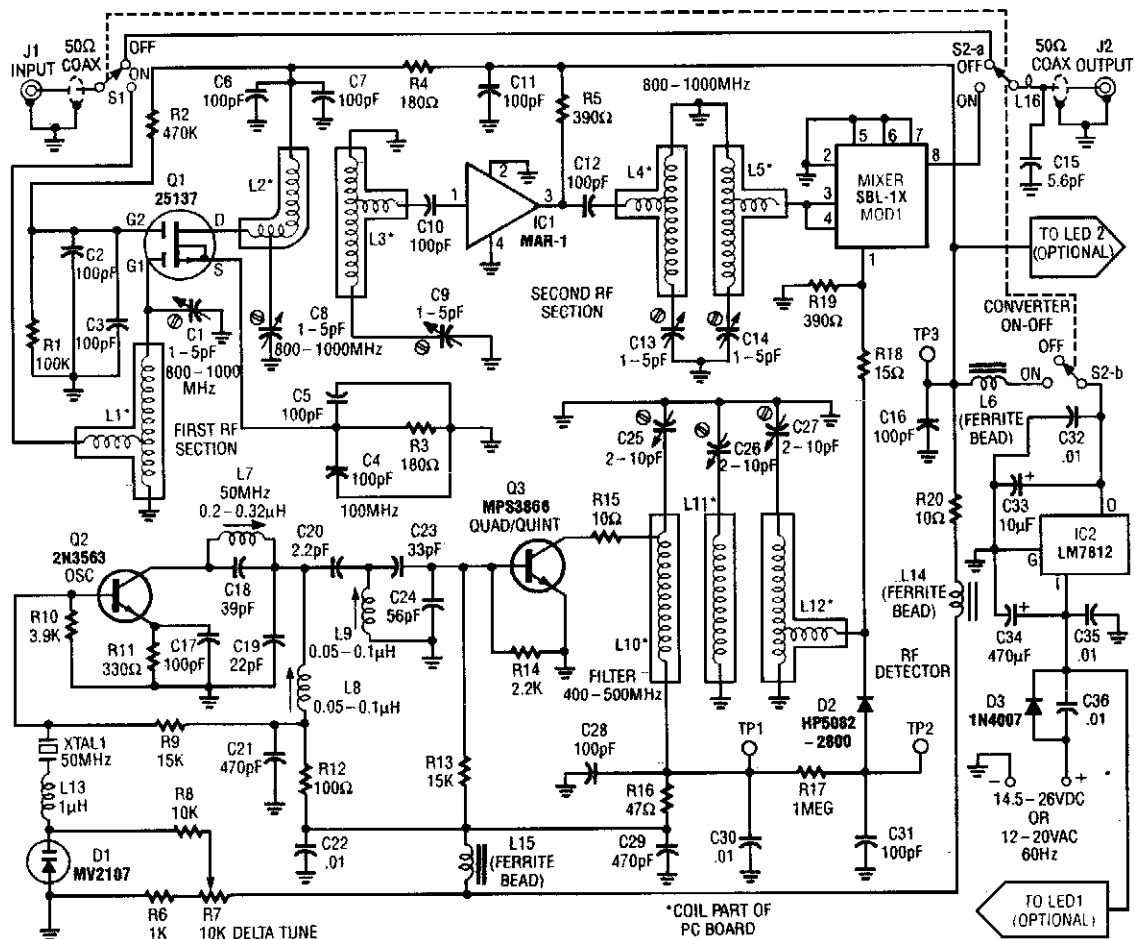 J1
INPUT
50Ω
COAX
OFF
ON
S1
C6
100pF
C7
100pF
R4
180Ω
C11
100pF
R5
390Ω
800-1000MHz
S2-a
OFF
ON
50Ω
COAX
J2
OUTPUT
L16
C15
5.6pF
R2
470K
Q1
25137
G2
D
G1
S
C2
100pF
C3
100pF
R1
100K
C1
1-5pF
800-1000
MHz
L1*
FIRST RF
SECTION
L2*
L3*
C8
1-5pF
800-1000MHz
C9
1-5pF
C10
100pF
1
2
3
4
IC1
MAR-1
C12
100pF
L4*
L5*
SECOND RF
SECTION
C13
1-5pF
C14
1-5pF
5
6
7
2
8
3
4
1
MIXER
SBL-1X
MOD1
R19
390Ω
R18
15Ω
TO LED 2
(OPTIONAL)
CONVERTER
ON-OFF
OFF
ON
S2-b
TP3
L6
(FERRITE
BEAD)
C16
100pF
C32
.01
C33
10µF
+
O
IC2
LM7812
G
I
R20
10Ω
L14
(FERRITE
BEAD)
C34
470µF
+
C35
.01
C5
100pF
R3
180Ω
C4
100pF
100MHz
L7
50MHz
0.2-0.32µH
Q2
2N3563
OSC
C18
39pF
C20
2.2pF
C23
33pF
Q3
MPS3866
QUAD/QUINT
R15
10Ω
C25
2-10pF
C26
2-10pF
C27
2-10pF
L11*
L10*
L12*
FILTER
400-500MHz
R10
3.9K
R11
330Ω
C17
100pF
C19
22pF
L9
0.05-0.1µH
C24
56pF
L8
0.05-0.1µH
R14
2.2K
RF
DETECTOR
D2
HP5082
-2800
D3
1N4007
C36
.01
XTAL1
50MHz
R9
15K
C21
470pF
R12
100Ω
R13
15K
C28
100pF
TP1
TP2
R16
47Ω
R17
1MEG
-
+
14.5-26VDC
OR
12-20VAC
60Hz
L13
1µH
R8
10K
D1
MV2107
C22
.01
L15
(FERRITE
BEAD)
C29
470pF
C30
.01
C31
100pF
R6
1K
R7
10K DELTA TUNE
*COIL PART OF
PC BOARD
TO LED1
(OPTIONAL)